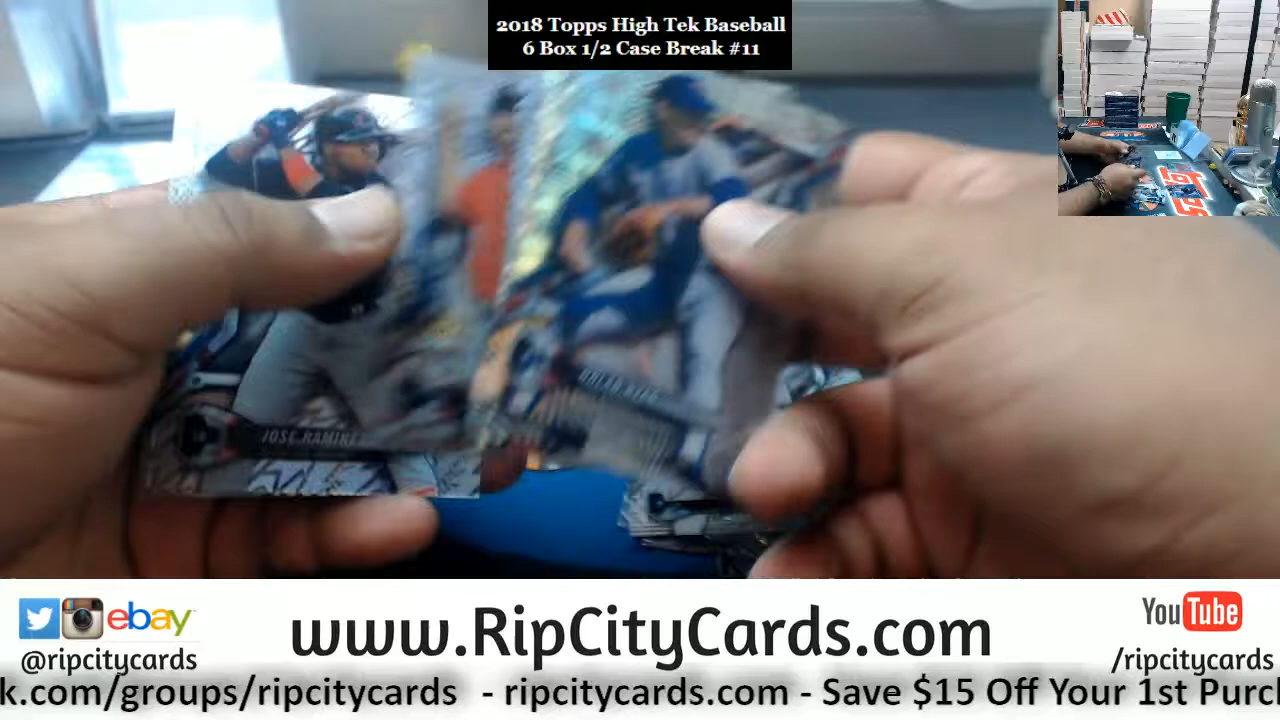 2018 Topps High Tek Baseball
6 Box 1/2 Case Break #11
JOSE RAMIREZ
ebay
www.RipCityCards.com
YouTube
@ripcitycards
/ripcitycards
k.com/groups/ripcitycards - ripcitycards.com - Save $15 Off Your 1st Purch